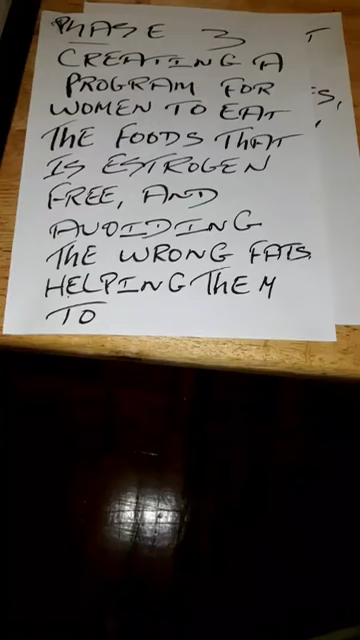 PHASE 3
CREATING A
PROGRAM FOR
WOMEN TO EAT
THE FOODS THAT
IS ESTROGEN
FREE, AND
AVOIDING
THE WRONG FATS
HELPING THEM
TO